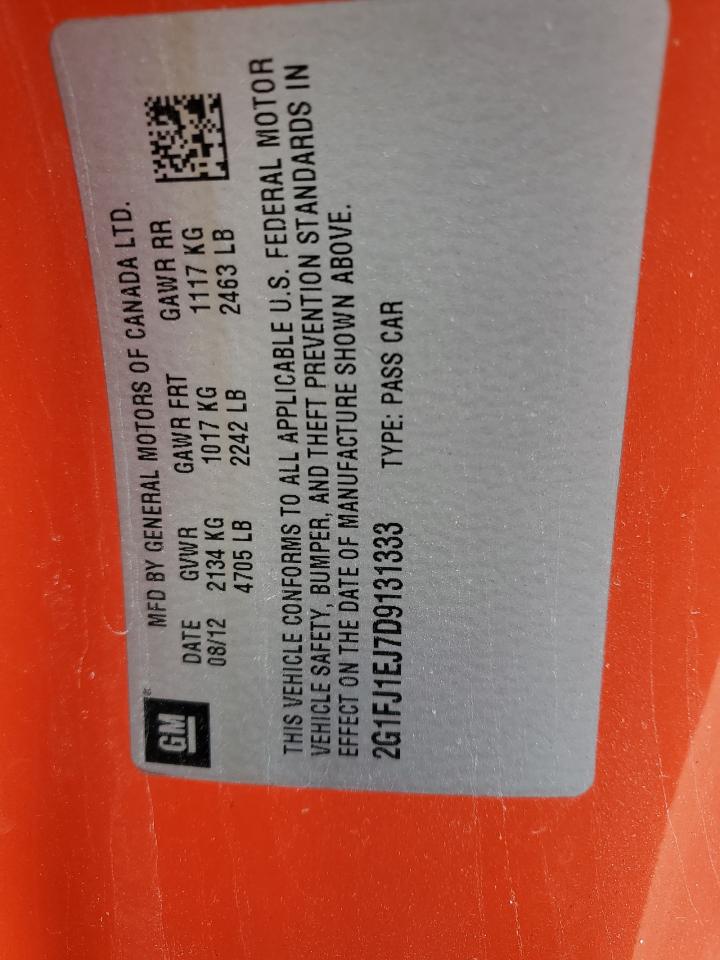 GM
MFD BY GENERAL MOTORS OF CANADA LTD.
DATE GVWR GAWR FRT GAWR RR
08/12 2134 KG 1017 KG 1117 KG
4705 LB 2242 LB 2463 LB
THIS VEHICLE CONFORMS TO ALL APPLICABLE U.S. FEDERAL MOTOR
VEHICLE SAFETY, BUMPER, AND THEFT PREVENTION STANDARDS IN
EFFECT ON THE DATE OF MANUFACTURE SHOWN ABOVE.
2G1FJ1EJ7D9131333 TYPE: PASS CAR